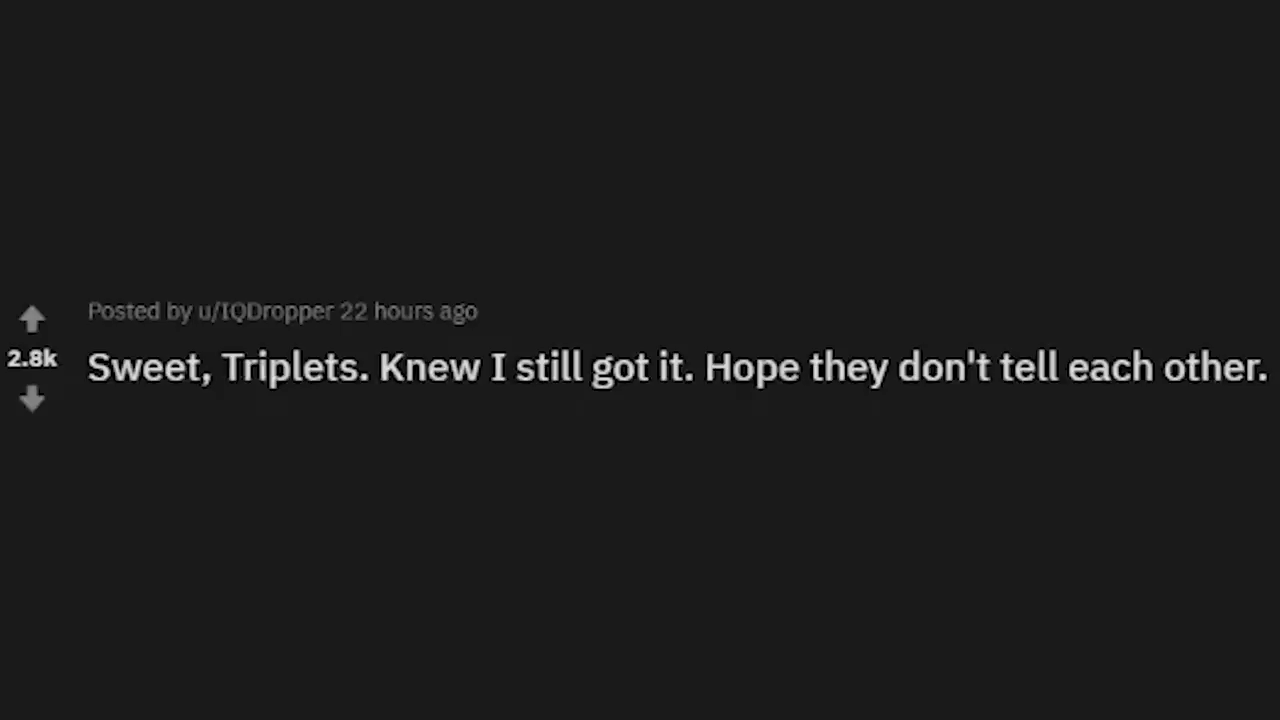 Posted by u/IQDropper 22 hours ago
2.8k Sweet, Triplets. Knew I still got it. Hope they don't tell each other.